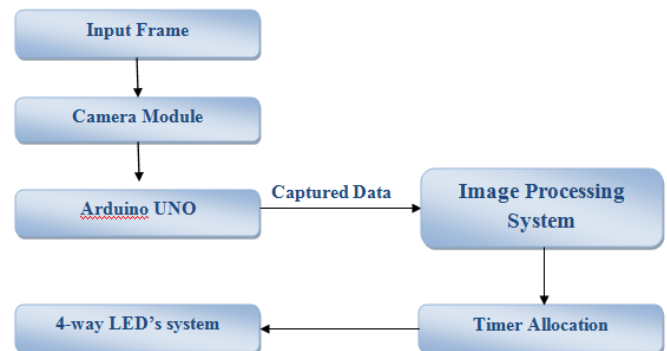 Input Frame
Camera Module
Arduino UNO
Captured Data
Image Processing
System
Timer Allocation
4-way LED's system